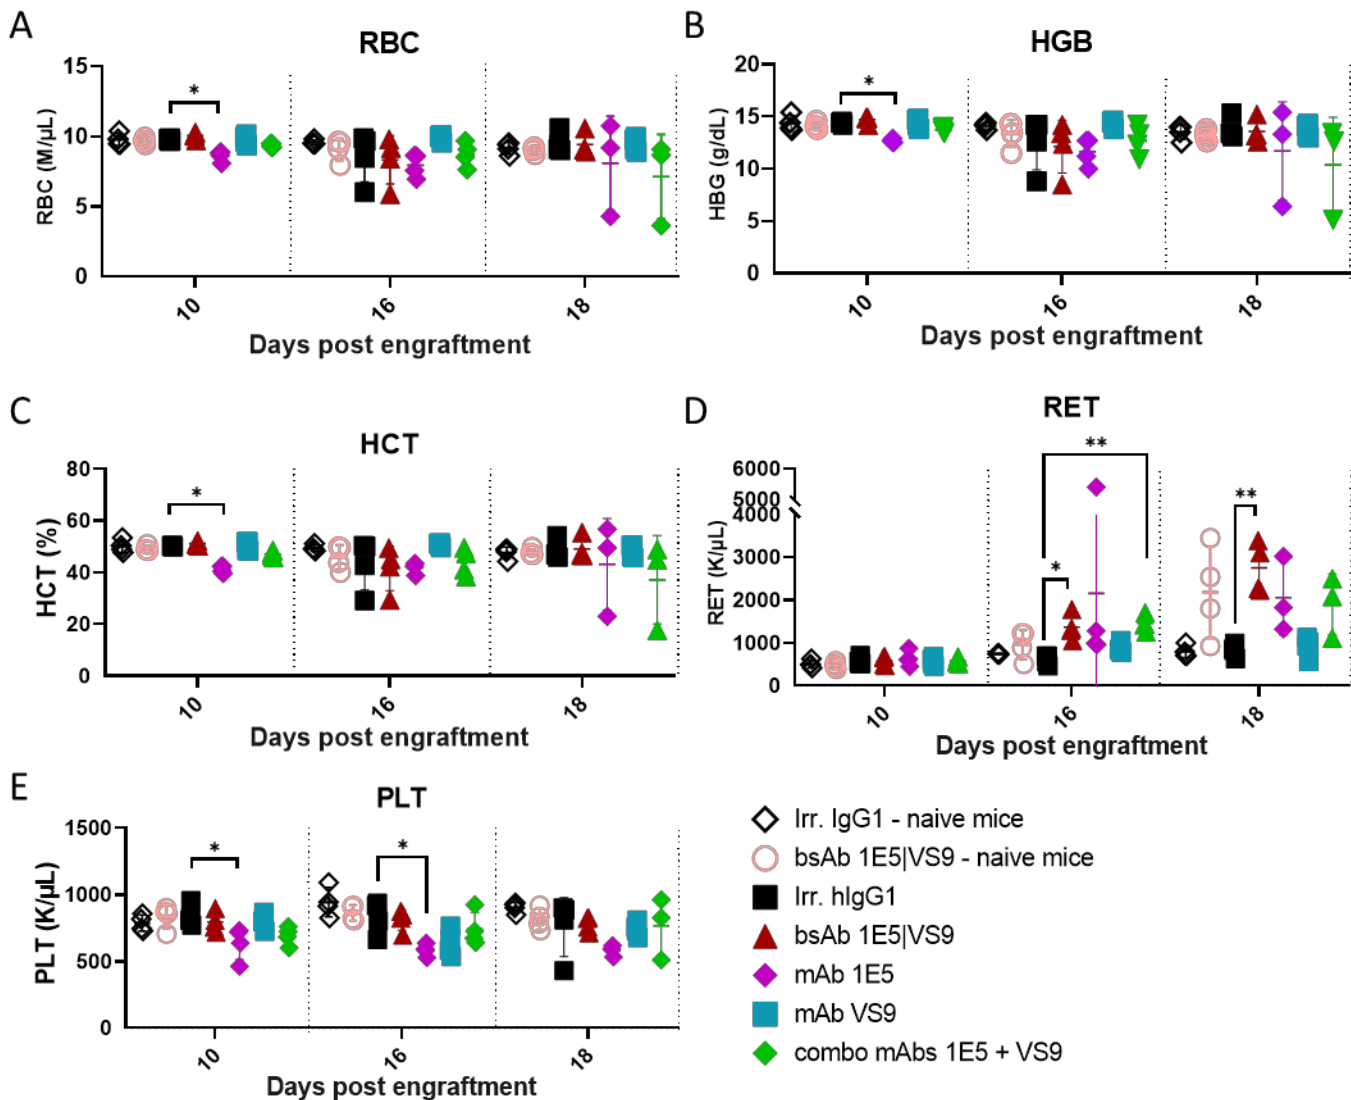 A
RBC
RBC (M/µL)
15
10
5
0
*
10
16
18
Days post engraftment
B
HGB
HBG (g/dL)
20
15
10
5
0
*
10
16
18
Days post engraftment
C
HCT
HCT (%)
80
60
40
20
0
*
10
16
18
Days post engraftment
D
RET
RET (K/µL)
6000
5000
4000
3000
2000
1000
0
*
**
**
10
16
18
Days post engraftment
E
PLT
PLT (K/µL)
1500
1000
500
0
*
*
10
16
18
Days post engraftment
Irr. IgG1 - naive mice
bsAb 1E5|VS9 - naive mice
Irr. hIgG1
bsAb 1E5|VS9
mAb 1E5
mAb VS9
combo mAbs 1E5 + VS9